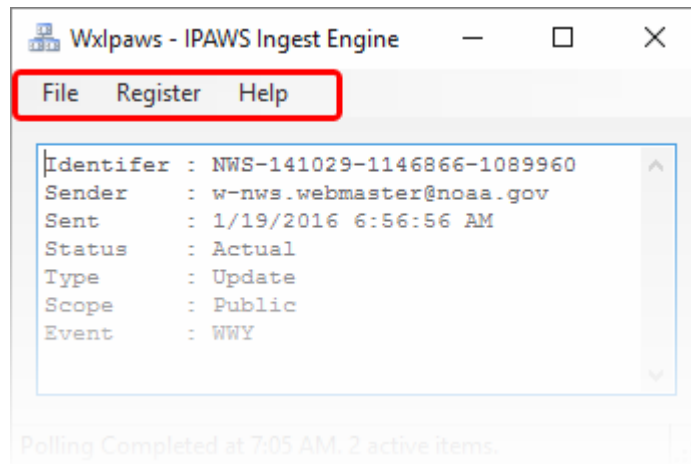 WxIpaws - IPAWS Ingest Engine
File Register Help
Identifer : NWS-141029-1146866-1089960
Sender : w-nws.webmaster@noaa.gov
Sent : 1/19/2016 6:56:56 AM
Status : Actual
Type : Update
Scope : Public
Event : WWY
Polling Completed at 7:05 AM. 2 active items.